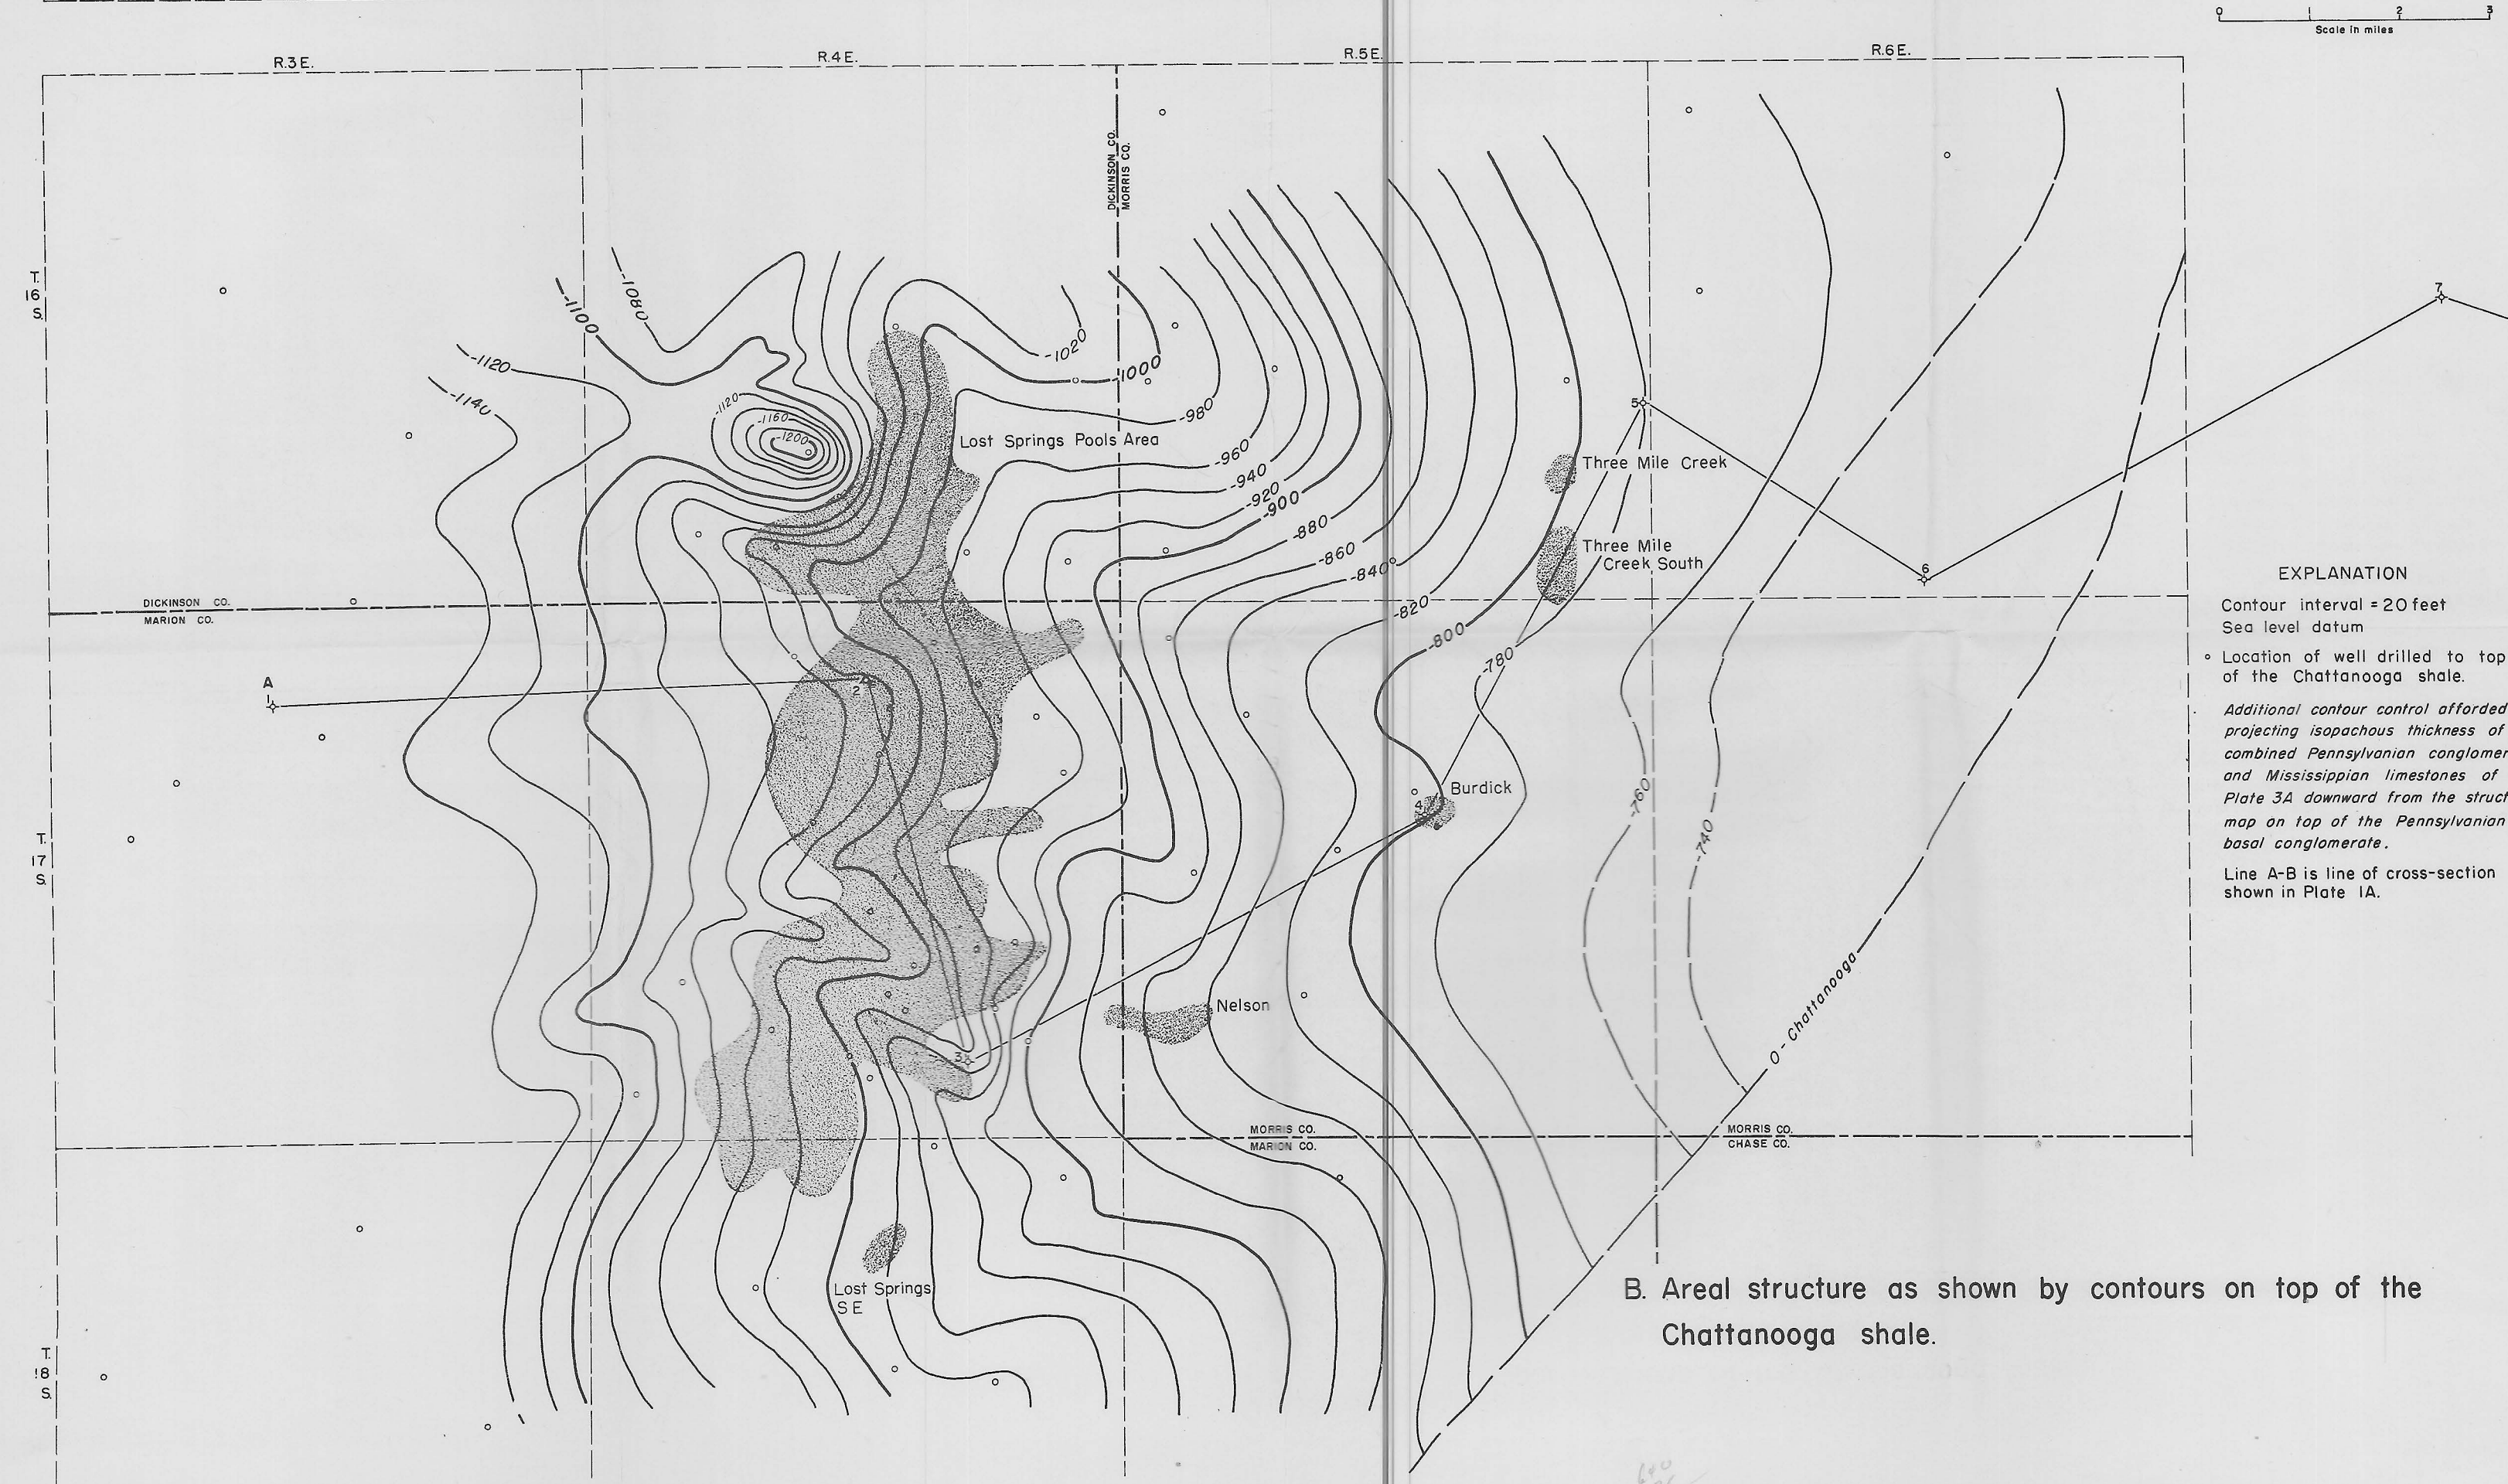 0 1 2 3
Scale in miles
R.3E. R.4E. R.5E. R.6E.
DICKINSON CO.
MORRIS CO.
T.
16
S.
-1080
-1100
-1120
-1140
-1020
-1000
-1120
-1160
-1200
-980
Lost Springs Pools Area
-960
-940
-920
-900
-880
-860
-840
-820
-800
-780
7
5
Three Mile Creek
Three Mile
Creek South
6
DICKINSON CO.
MARION CO.
A
1
2
EXPLANATION
Contour interval = 20 feet
Sea level datum
Location of well drilled to top
of the Chattanooga shale.
Additional contour control afforded
projecting isopachous thickness of
combined Pennsylvanian conglomer
and Mississippian limestones of
Plate 3A downward from the struct
map on top of the Pennsylvanian
basal conglomerate.
Line A-B is line of cross-section
shown in Plate 1A.
T.
17
S.
Burdick
4
-760
-740
0 - Chattanooga
Nelson
3
MORRIS CO.
MARION CO.
MORRIS CO.
CHASE CO.
Lost Springs
SE
T.
18
S.
B. Areal structure as shown by contours on top of the
Chattanooga shale.